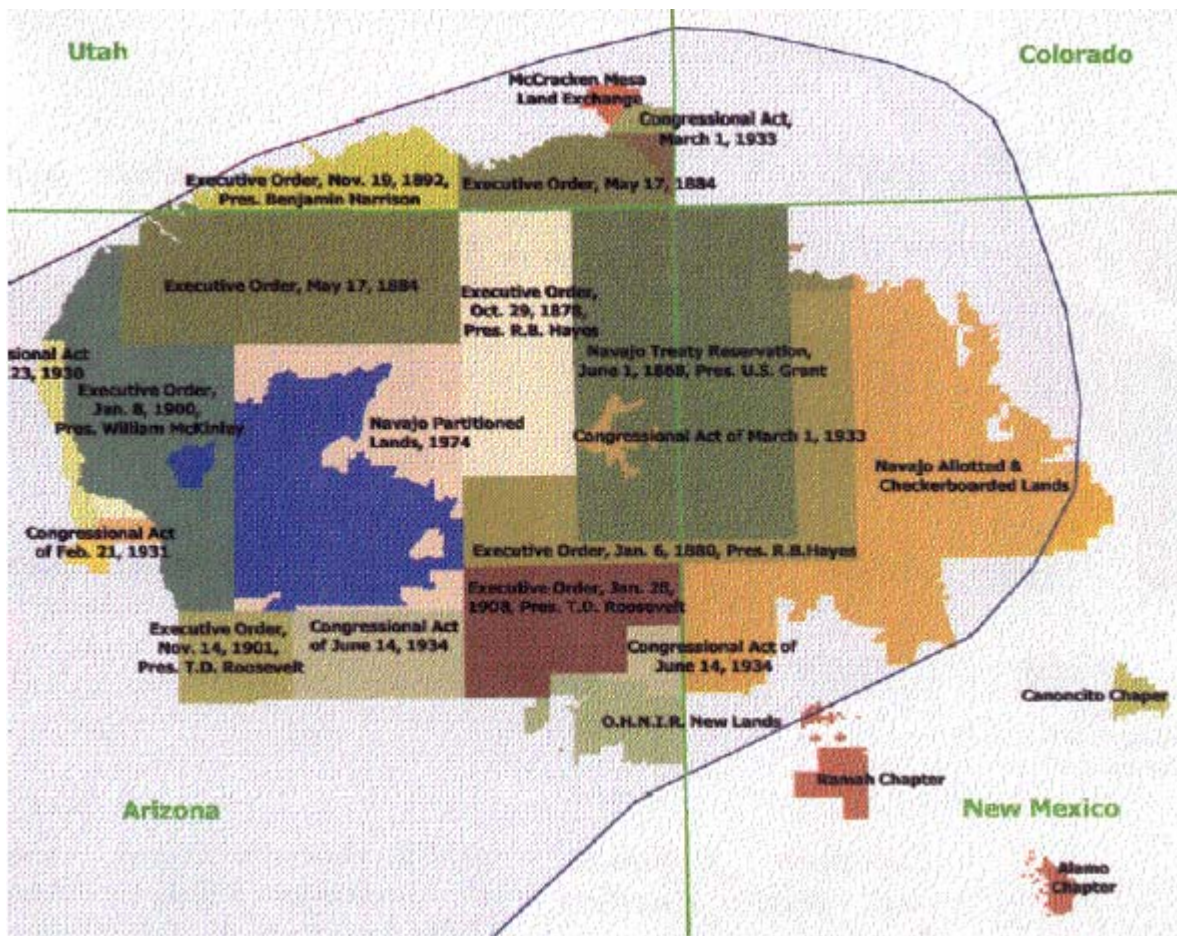 Utah
Colorado
McCracken Mesa
Land Exchange
Congressional Act,
March 1, 1933
Executive Order, Nov. 19, 1892,
Pres. Benjamin Harrison
Executive Order, May 17, 1884
Executive Order, May 17, 1884
Executive Order,
Oct. 29, 1878,
Pres. R.B. Hayes
ssional Act
23, 1930
Executive Order,
Jan. 8, 1900,
Pres. William McKinley
Navajo Treaty Reservation,
June 1, 1868, Pres. U.S. Grant
Navajo Partitioned
Lands, 1974
Congressional Act of March 1, 1933
Navajo Allotted &
Checkerboarded Lands
Congressional Act
of Feb. 21, 1931
Executive Order, Jan. 6, 1880, Pres. R.B.Hayes
Executive Order, Jan. 28,
1908, Pres. T.D. Roosevelt
Executive Order,
Nov. 14, 1901,
Pres. T.D. Roosevelt
Congressional Act
of June 14, 1934
Congressional Act of
June 14, 1934
Canoncito Chaper
O.H.N.I.R. New Lands
Ramah Chapter
Arizona
New Mexico
Alamo
Chapter